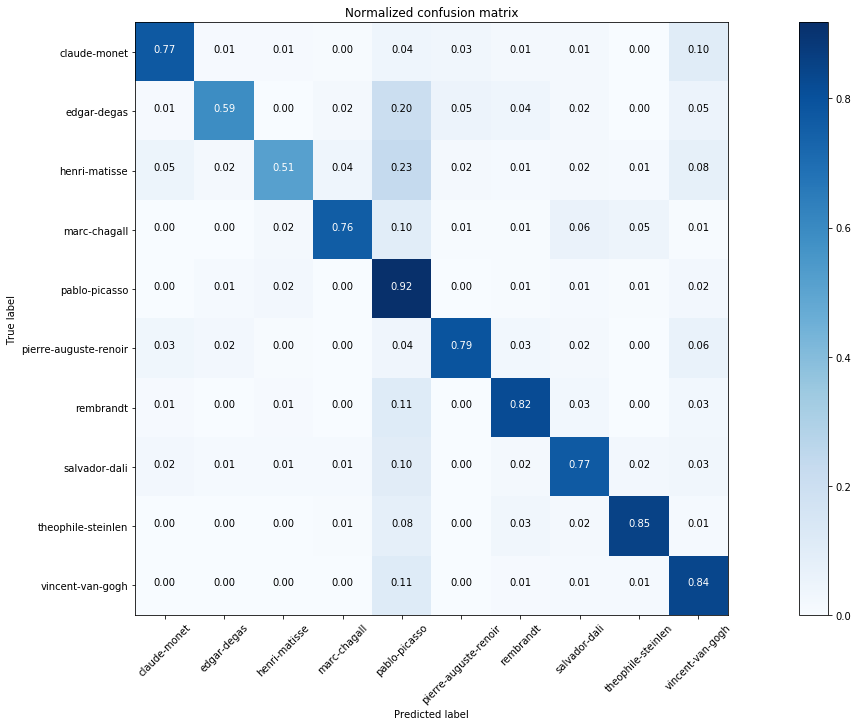 Normalized confusion matrix
claude-monet 0.77 0.01 0.01 0.00 0.04 0.03 0.01 0.01 0.00 0.10
edgar-degas 0.01 0.59 0.00 0.02 0.20 0.05 0.04 0.02 0.00 0.05
henri-matisse 0.05 0.02 0.51 0.04 0.23 0.02 0.01 0.02 0.01 0.08
marc-chagall 0.00 0.00 0.02 0.76 0.10 0.01 0.01 0.06 0.05 0.01
pablo-picasso 0.00 0.01 0.02 0.00 0.92 0.00 0.01 0.01 0.01 0.02
pierre-auguste-renoir 0.03 0.02 0.00 0.00 0.04 0.79 0.03 0.02 0.00 0.06
rembrandt 0.01 0.00 0.01 0.00 0.11 0.00 0.82 0.03 0.00 0.03
salvador-dali 0.02 0.01 0.01 0.01 0.10 0.00 0.02 0.77 0.02 0.03
theophile-steinlen 0.00 0.00 0.00 0.01 0.08 0.00 0.03 0.02 0.85 0.01
vincent-van-gogh 0.00 0.00 0.00 0.00 0.11 0.00 0.01 0.01 0.01 0.84
True label
claude-monet
edgar-degas
henri-matisse
marc-chagall
pablo-picasso
pierre-auguste-renoir
rembrandt
salvador-dali
theophile-steinlen
vincent-van-gogh
Predicted label
0.8
0.6
0.4
0.2
0.0